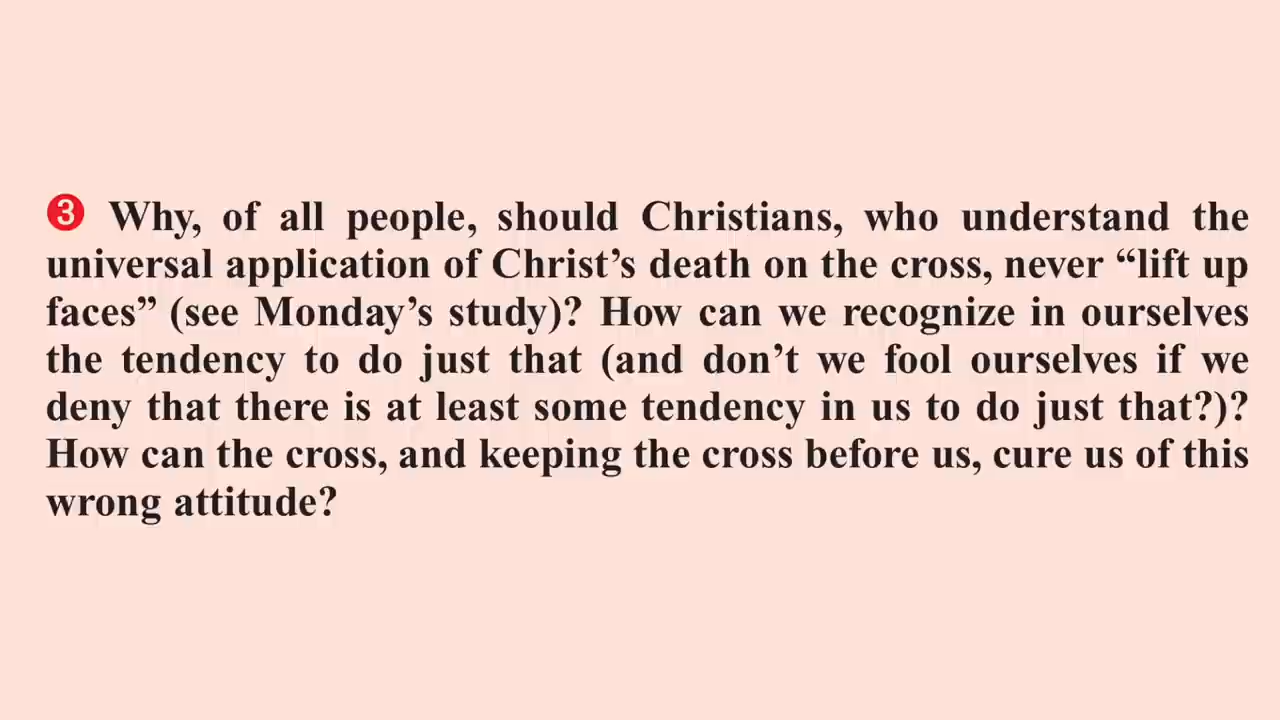 ❸ Why, of all people, should Christians, who understand the
universal application of Christ’s death on the cross, never “lift up
faces” (see Monday’s study)? How can we recognize in ourselves
the tendency to do just that (and don’t we fool ourselves if we
deny that there is at least some tendency in us to do just that?)?
How can the cross, and keeping the cross before us, cure us of this
wrong attitude?